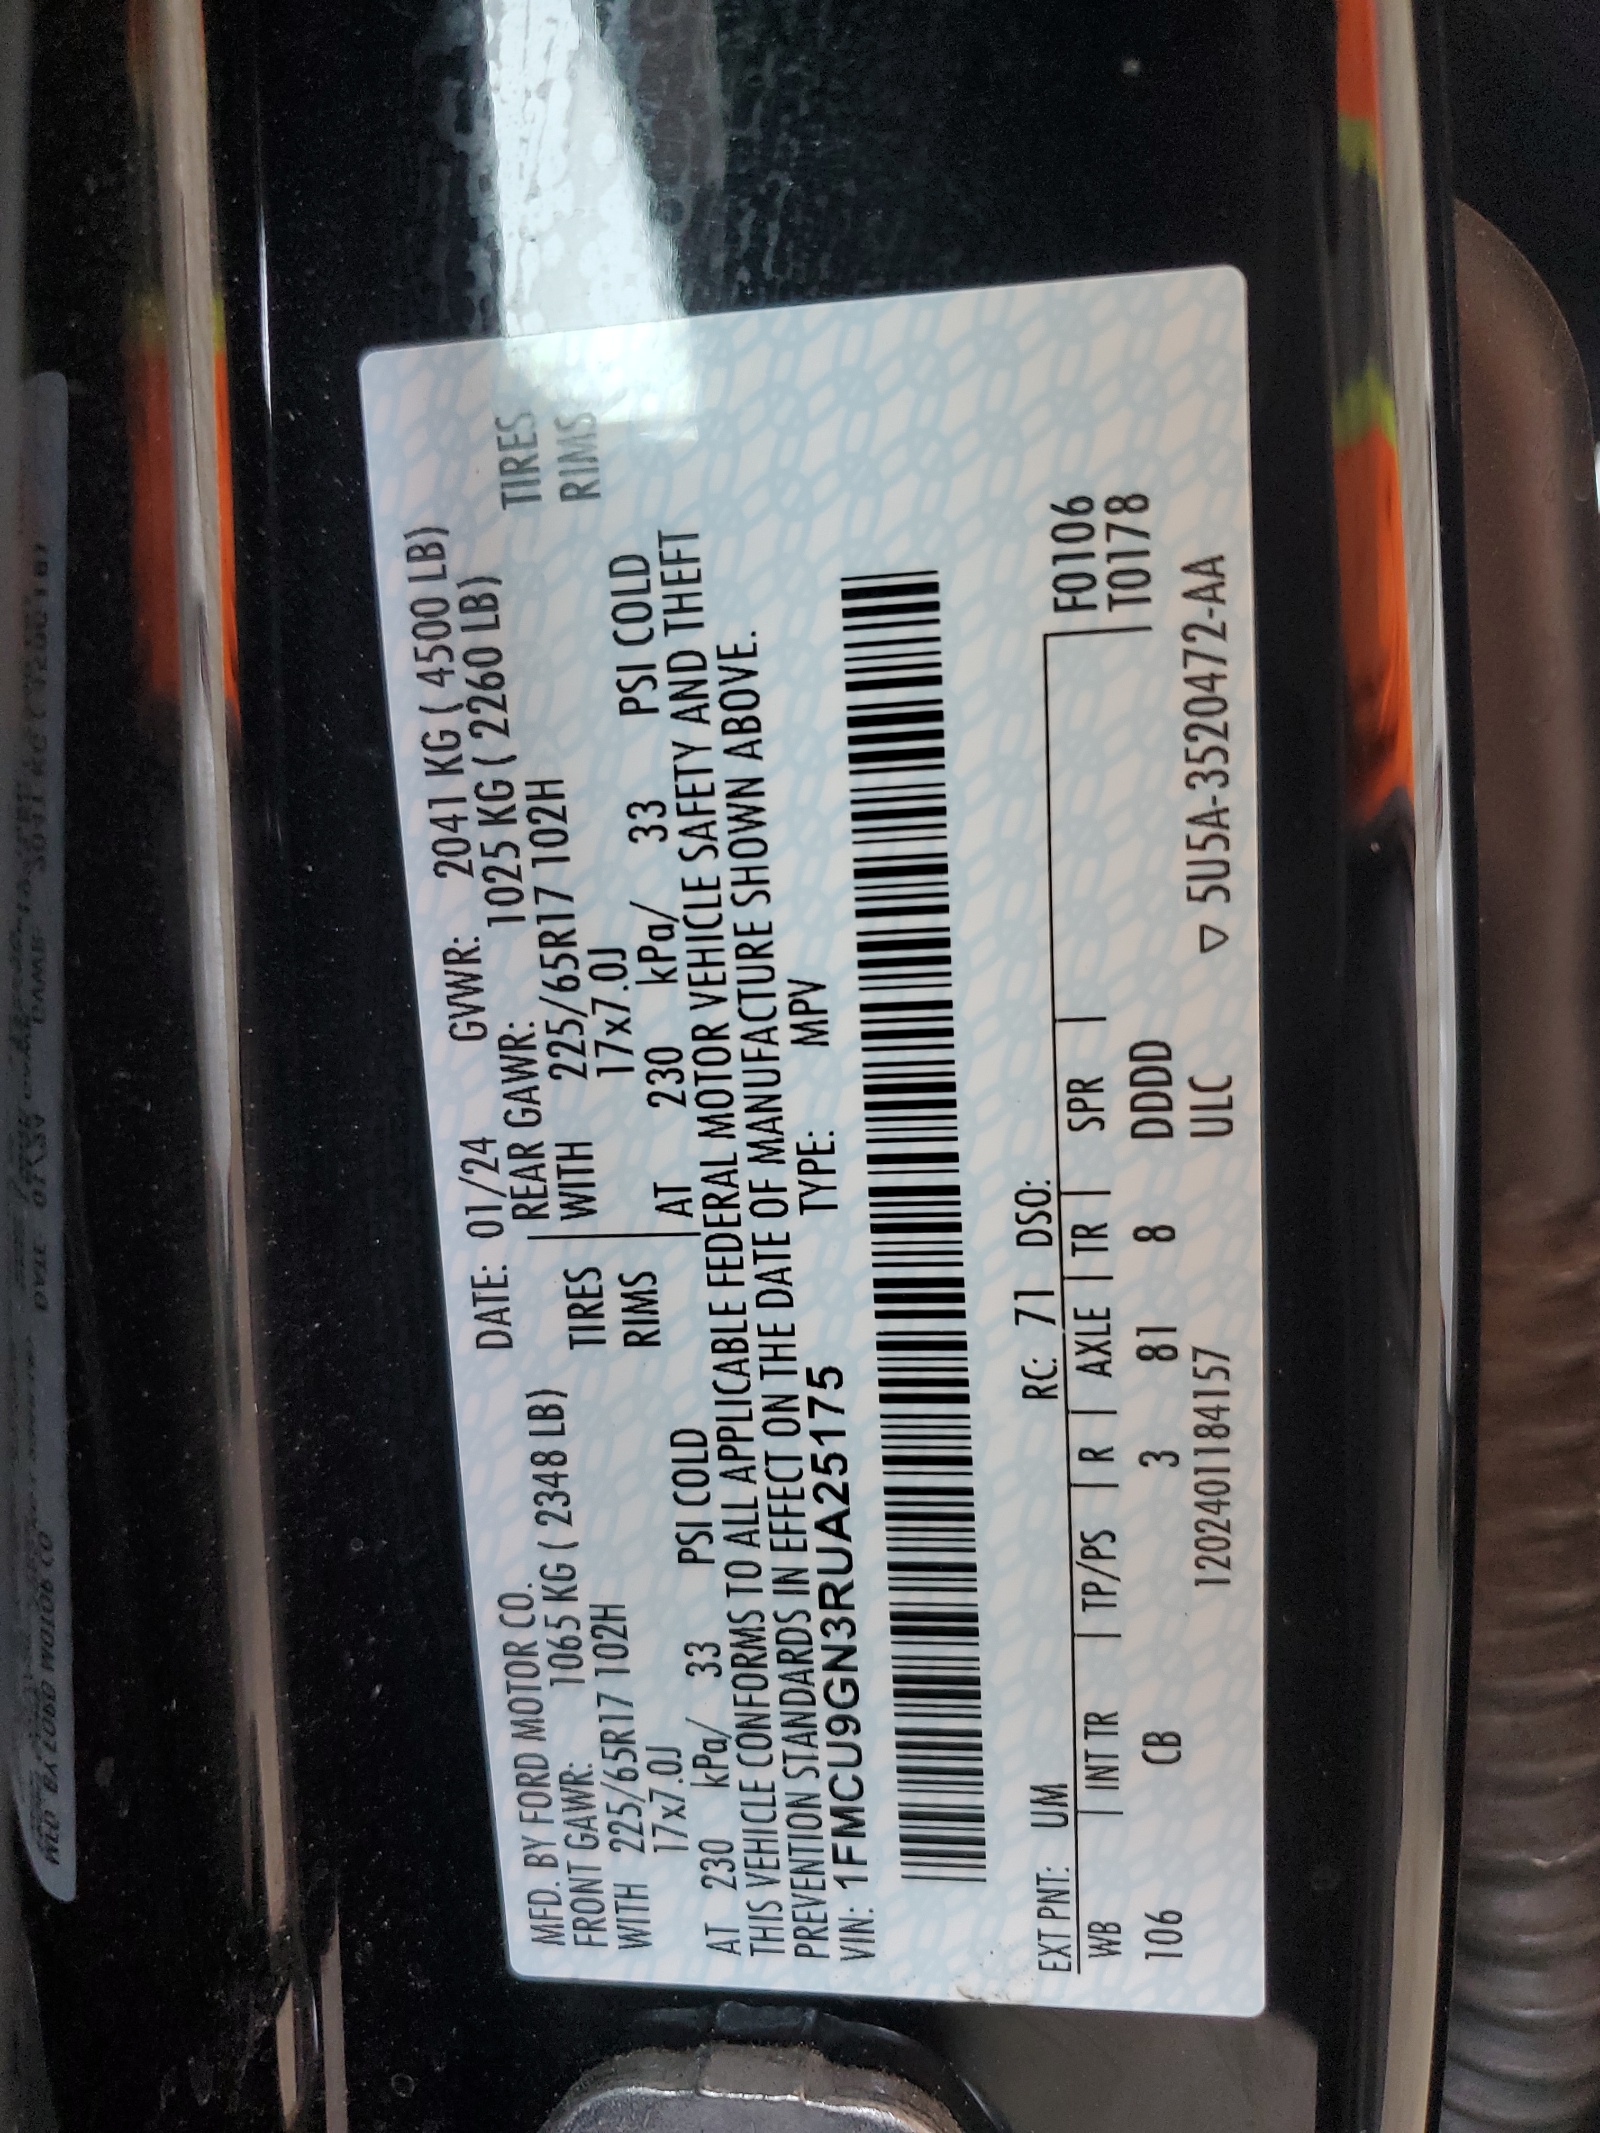 MFD. BY FORD MOTOR CO. DATE: 01/24 GVWR: 2041 KG ( 4500 LB)
FRONT GAWR: 1065 KG ( 2348 LB) REAR GAWR: 1025 KG ( 2260 LB)
WITH 225/65R17 102H TIRES WITH 225/65R17 102H TIRES
17x7.0J RIMS 17x7.0J RIMS
AT 230 kPa/ 33 PSI COLD AT 230 kPa/ 33 PSI COLD
THIS VEHICLE CONFORMS TO ALL APPLICABLE FEDERAL MOTOR VEHICLE SAFETY AND THEFT
PREVENTION STANDARDS IN EFFECT ON THE DATE OF MANUFACTURE SHOWN ABOVE.
VIN: 1FMCU9GN3RUA25175 TYPE: MPV
EXT PNT: UM RC: 71 DSO: F0106
WB INT TR TP/PS R AXLE TR SPR T0178
106 CB 3 81 8 DDDD
1202401184157 ULC ▽ 5U5A-3520472-AA